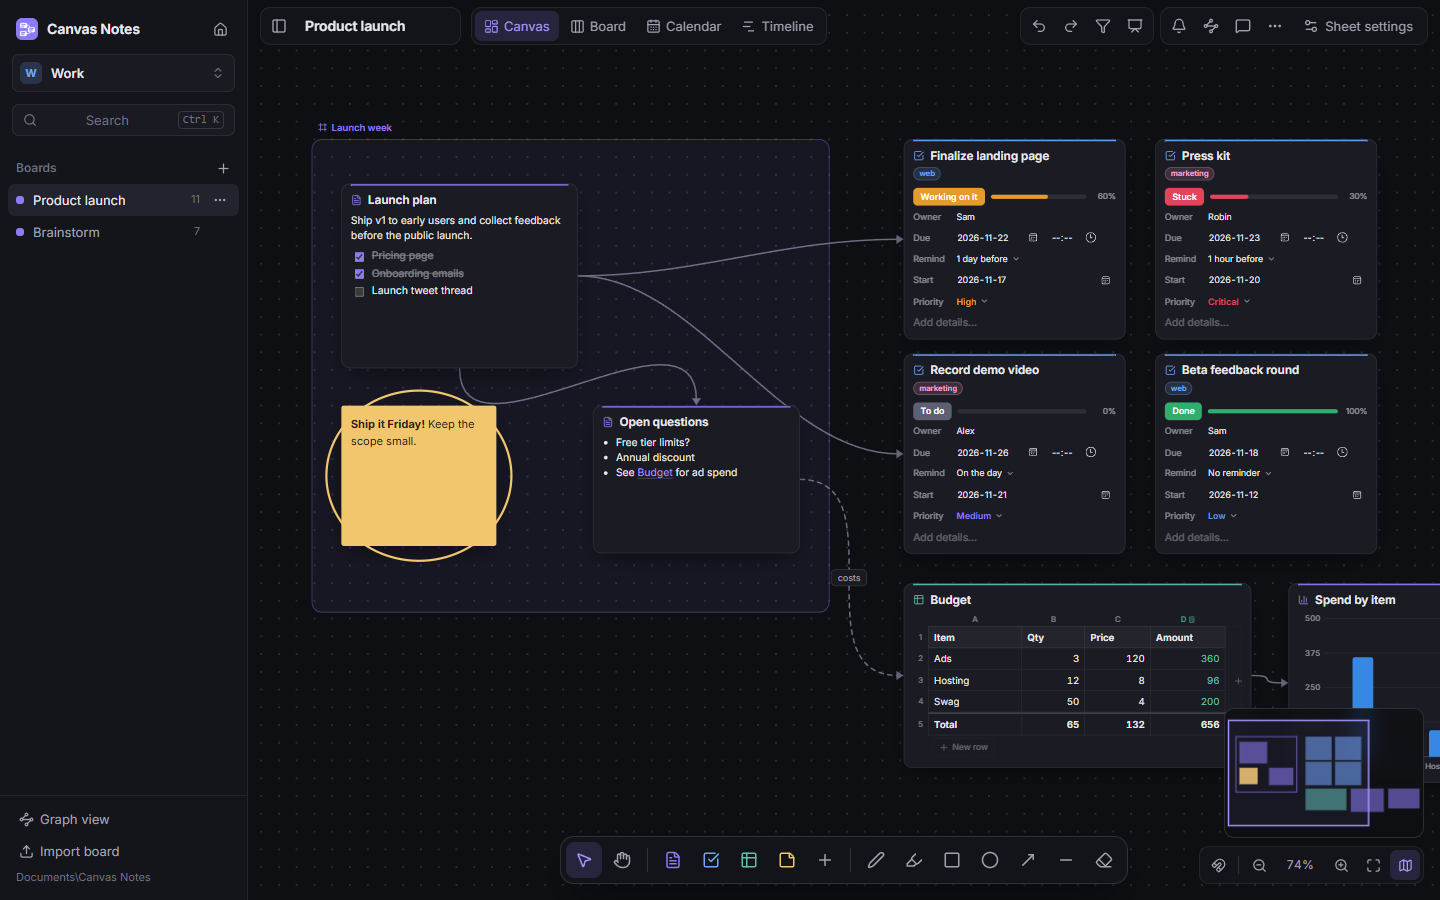 Canvas Notes
W Work
Search Ctrl K
Boards
Product launch 11
Brainstorm 7
Graph view
Import board
Documents\Canvas Notes
Product launch
Canvas Board Calendar Timeline
Sheet settings
Launch week
Launch plan
Ship v1 to early users and collect feedback
before the public launch.
Pricing page
Onboarding emails
Launch tweet thread
Ship it Friday! Keep the
scope small.
Open questions
Free tier limits?
Annual discount
See Budget for ad spend
costs
Finalize landing page
web
Working on it 60%
Owner Sam
Due 2026-11-22 --:--
Remind 1 day before
Start 2026-11-17
Priority High
Add details...
Press kit
marketing
Stuck 30%
Owner Robin
Due 2026-11-23 --:--
Remind 1 hour before
Start 2026-11-20
Priority Critical
Add details...
Record demo video
marketing
To do 0%
Owner Alex
Due 2026-11-26 --:--
Remind On the day
Start 2026-11-21
Priority Medium
Add details...
Beta feedback round
web
Done 100%
Owner Sam
Due 2026-11-18 --:--
Remind No reminder
Start 2026-11-12
Priority Low
Add details...
Budget
A B C D
1 Item Qty Price Amount
2 Ads 3 120 360
3 Hosting 12 8 96
4 Swag 50 4 200
5 Total 65 132 656
+ New row
Spend by item
500
375
250
Hos
74%